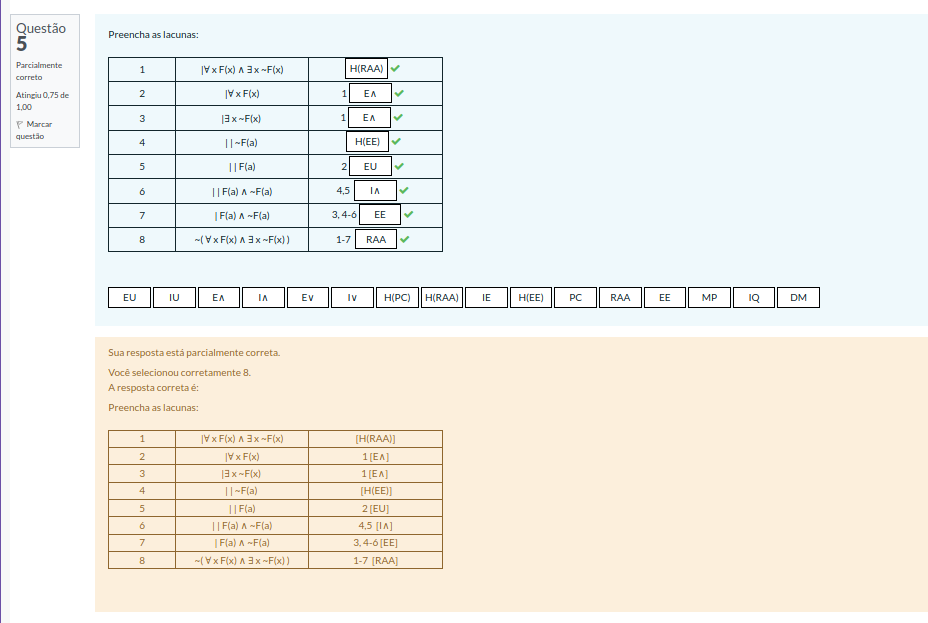 Questão
5
Parcialmente
correto
Atingiu 0,75 de
1,00
Marcar
questão
Preencha as lacunas:
1 |∀ x F(x) ∧ ∃ x ~F(x) H(RAA)
2 |∀ x F(x) 1 E∧
3 |∃ x ~F(x) 1 E∧
4 | | ~F(a) H(EE)
5 | | F(a) 2 EU
6 | | F(a) ∧ ~F(a) 4,5 I∧
7 | F(a) ∧ ~F(a) 3, 4-6 EE
8 ~( ∀ x F(x) ∧ ∃ x ~F(x) ) 1-7 RAA
EU IU E∧ I∧ E∨ I∨ H(PC) H(RAA) IE H(EE) PC RAA EE MP IQ DM
Sua resposta está parcialmente correta.
Você selecionou corretamente 8.
A resposta correta é:
Preencha as lacunas:
1 |∀ x F(x) ∧ ∃ x ~F(x) [H(RAA)]
2 |∀ x F(x) 1 [E∧]
3 |∃ x ~F(x) 1 [E∧]
4 | | ~F(a) [H(EE)]
5 | | F(a) 2 [EU]
6 | | F(a) ∧ ~F(a) 4,5 [I∧]
7 | F(a) ∧ ~F(a) 3, 4-6 [EE]
8 ~( ∀ x F(x) ∧ ∃ x ~F(x) ) 1-7 [RAA]